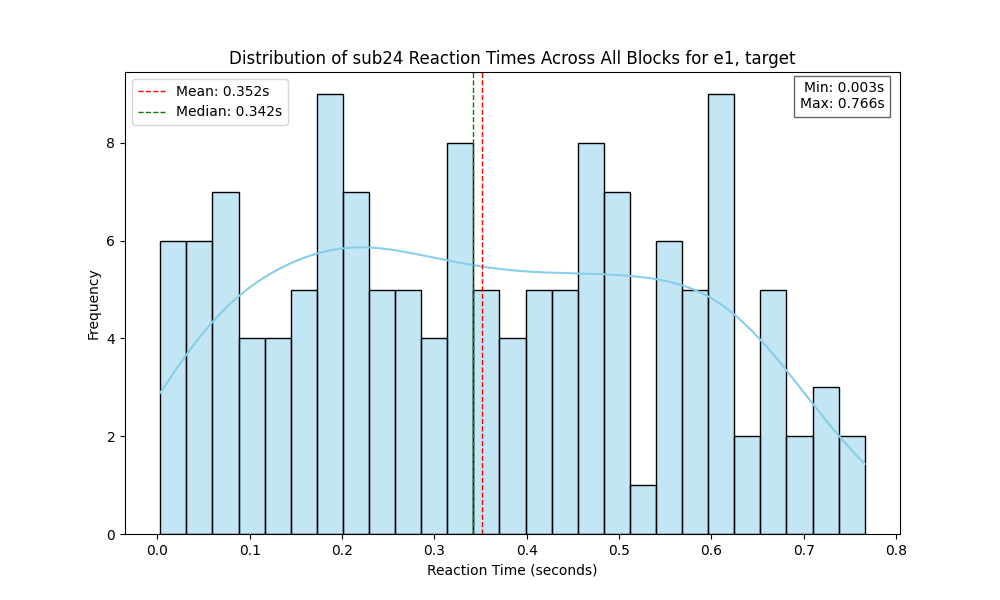 Distribution of sub24 Reaction Times Across All Blocks for e1, target
Mean: 0.352s
Median: 0.342s
Min: 0.003s
Max: 0.766s
Frequency
8
6
4
2
0
0.0 0.1 0.2 0.3 0.4 0.5 0.6 0.7 0.8
Reaction Time (seconds)